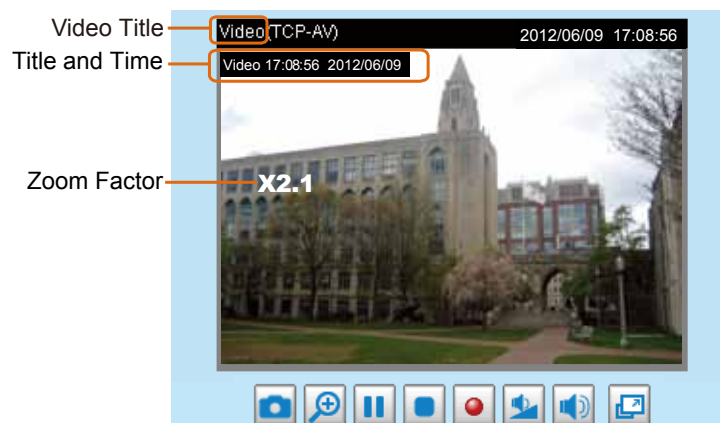 Video Title
Video(TCP-AV) 2012/06/09 17:08:56
Title and Time
Video 17:08:56 2012/06/09
Zoom Factor
X2.1